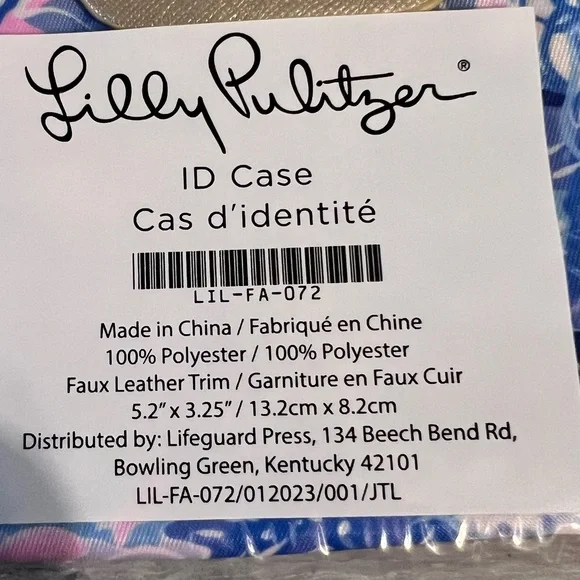 Lilly Pulitzer®
ID Case
Cas d'identité
LIL-FA-072
Made in China / Fabriqué en Chine
100% Polyester / 100% Polyester
Faux Leather Trim / Garniture en Faux Cuir
5.2" x 3.25" / 13.2cm x 8.2cm
Distributed by: Lifeguard Press, 134 Beech Bend Rd,
Bowling Green, Kentucky 42101
LIL-FA-072/012023/001/JTL